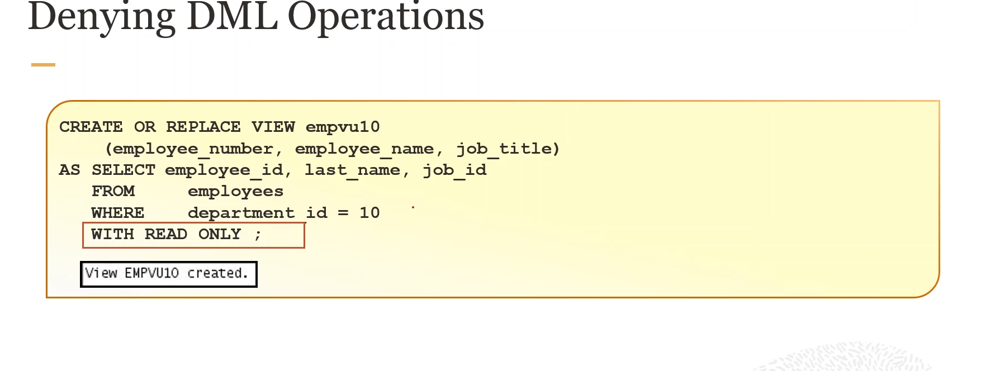 Denying DML Operations
CREATE OR REPLACE VIEW empvu10
(employee_number, employee_name, job_title)
AS SELECT employee_id, last_name, job_id
FROM employees
WHERE department_id = 10
WITH READ ONLY ;
View EMPVU10 created.